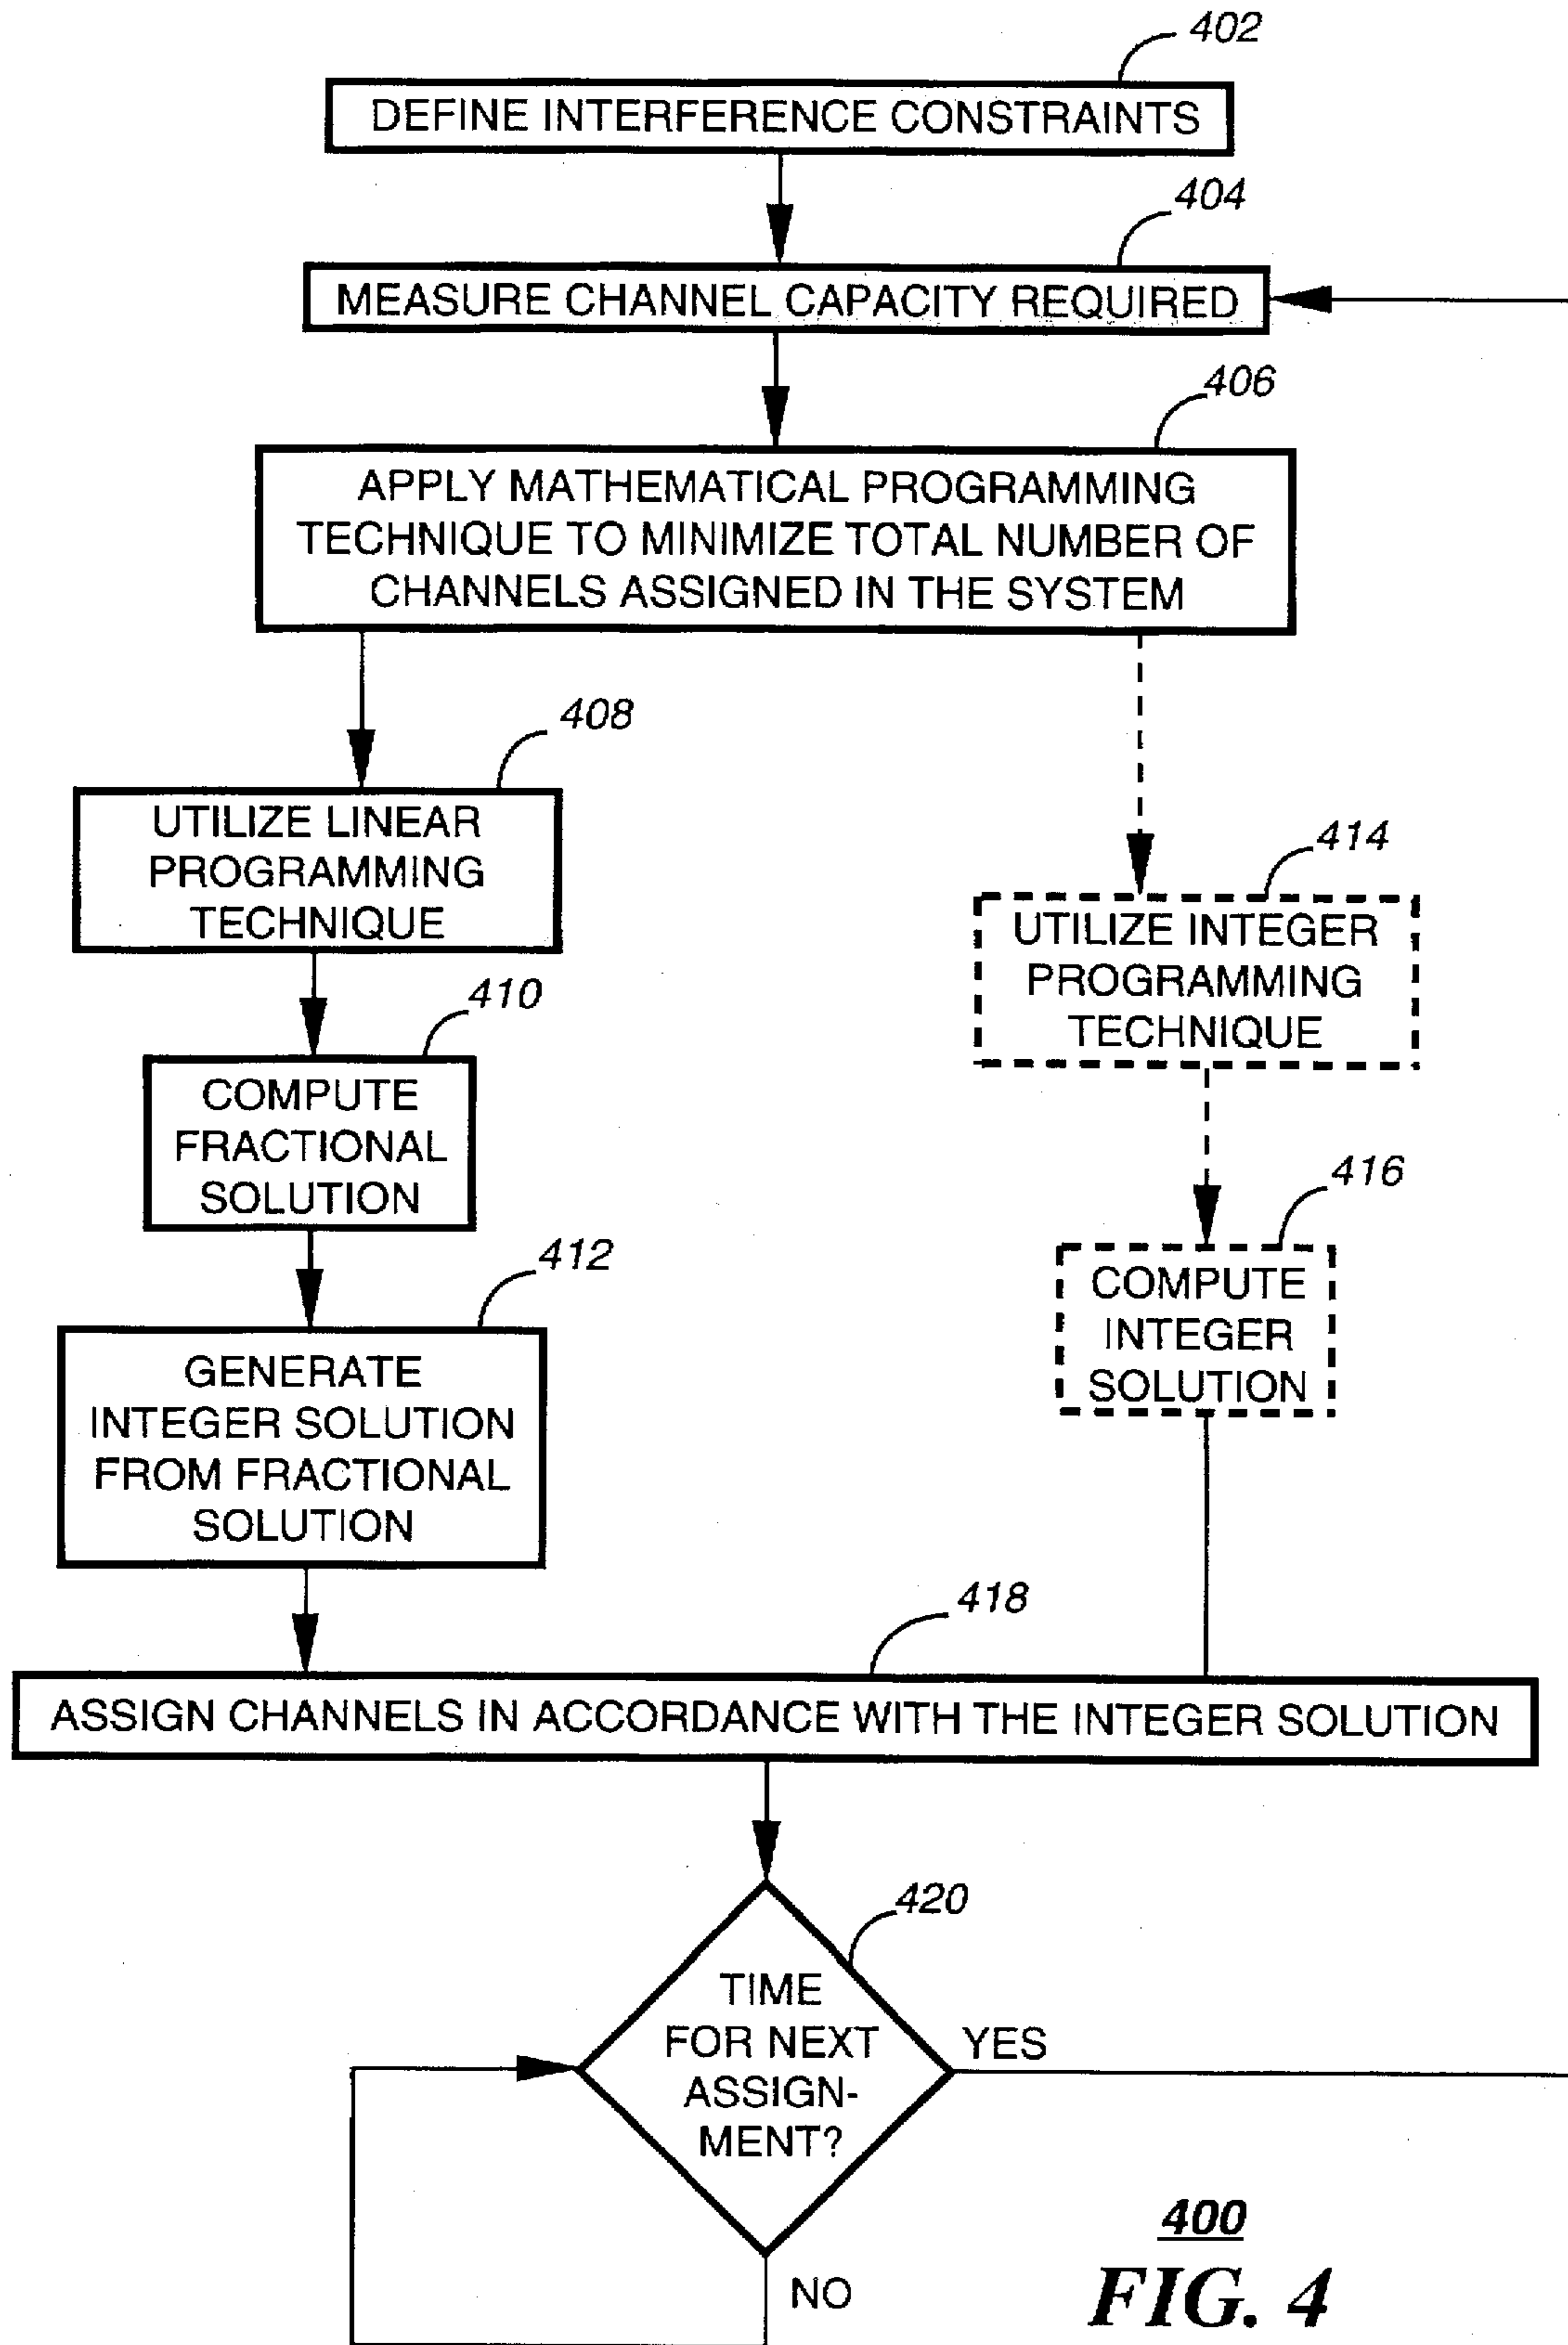 402
DEFINE INTERFERENCE CONSTRAINTS
404
MEASURE CHANNEL CAPACITY REQUIRED
406
APPLY MATHEMATICAL PROGRAMMING
TECHNIQUE TO MINIMIZE TOTAL NUMBER OF
CHANNELS ASSIGNED IN THE SYSTEM
408
UTILIZE LINEAR
PROGRAMMING
TECHNIQUE
410
COMPUTE
FRACTIONAL
SOLUTION
412
GENERATE
INTEGER SOLUTION
FROM FRACTIONAL
SOLUTION
414
UTILIZE INTEGER
PROGRAMMING
TECHNIQUE
416
COMPUTE
INTEGER
SOLUTION
418
ASSIGN CHANNELS IN ACCORDANCE WITH THE INTEGER SOLUTION
420
TIME
FOR NEXT
ASSIGN-
MENT?
YES
NO
400
FIG. 4